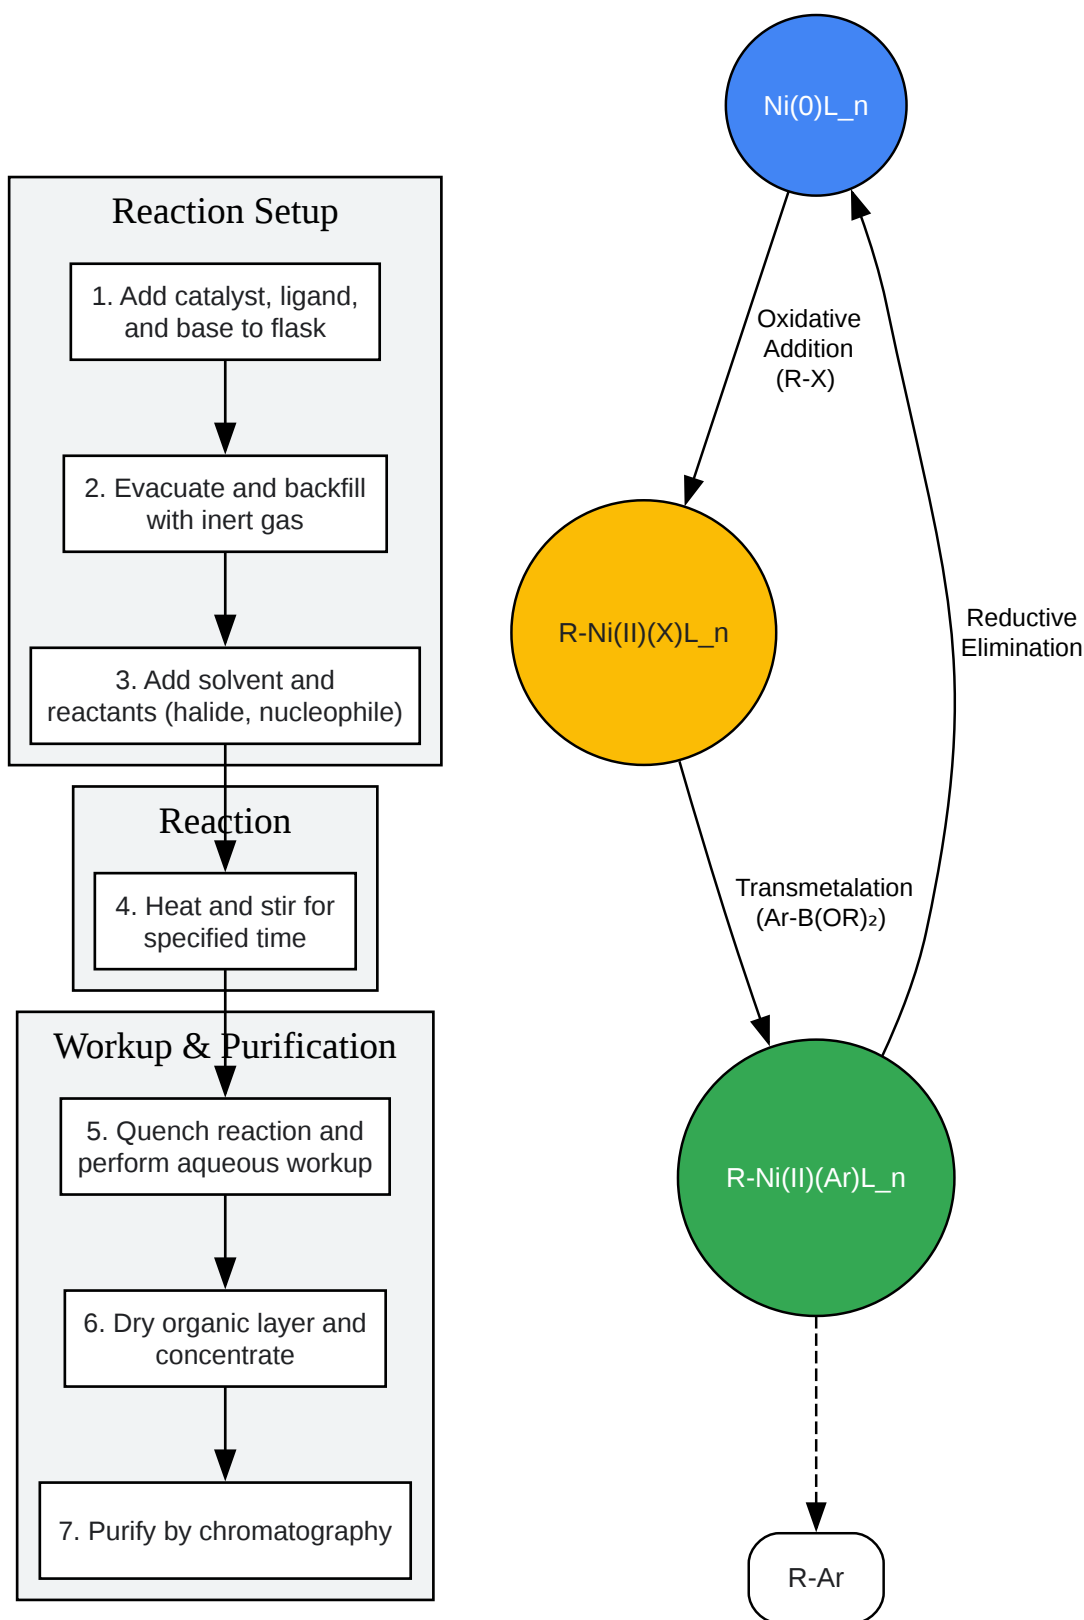 Reaction Setup
1. Add catalyst, ligand,
and base to flask
2. Evacuate and backfill
with inert gas
3. Add solvent and
reactants (halide, nucleophile)
Reaction
4. Heat and stir for
specified time
Workup & Purification
5. Quench reaction and
perform aqueous workup
6. Dry organic layer and
concentrate
7. Purify by chromatography
Ni(0)L_n
Oxidative
Addition
(R-X)
R-Ni(II)(X)L_n
Reductive
Elimination
Transmetalation
(Ar-B(OR)₂)
R-Ni(II)(Ar)L_n
R-Ar